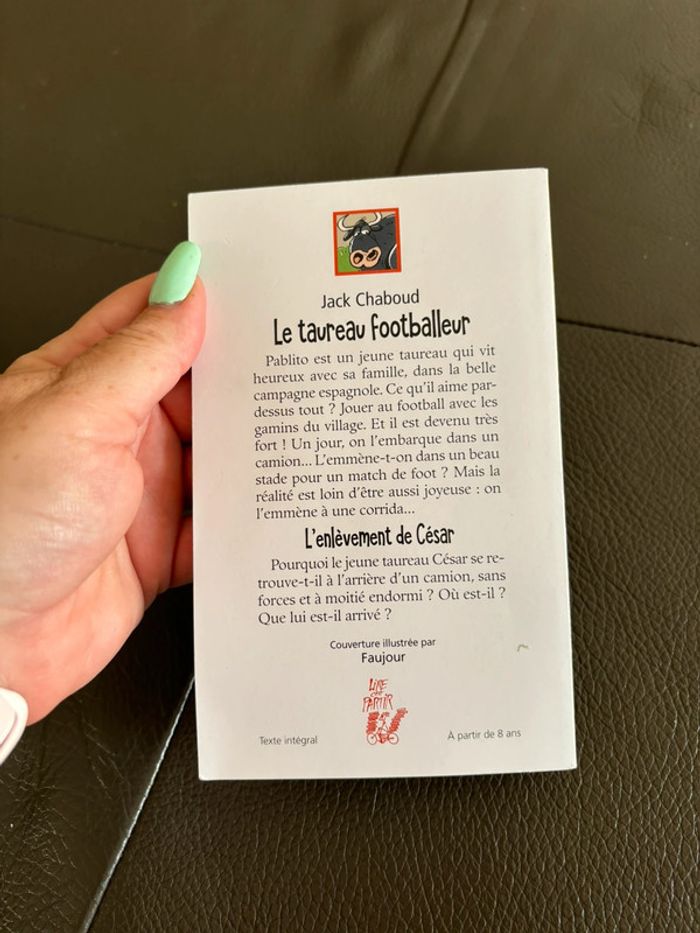 Jack Chaboud
Le taureau footballeur
Pablito est un jeune taureau qui vit
heureux avec sa famille, dans la belle
campagne espagnole. Ce qu'il aime par-
dessus tout ? Jouer au football avec les
gamins du village. Et il est devenu très
fort ! Un jour, on l'embarque dans un
camion... L'emmène-t-on dans un beau
stade pour un match de foot ? Mais la
réalité est loin d'être aussi joyeuse : on
l'emmène à une corrida...
L'enlèvement de César
Pourquoi le jeune taureau César se re-
trouve-t-il à l'arrière d'un camion, sans
forces et à moitié endormi ? Où est-il ?
Que lui est-il arrivé ?
Couverture illustrée par
Faujour
LIRE
c'est
PARTIR
Texte intégral
À partir de 8 ans